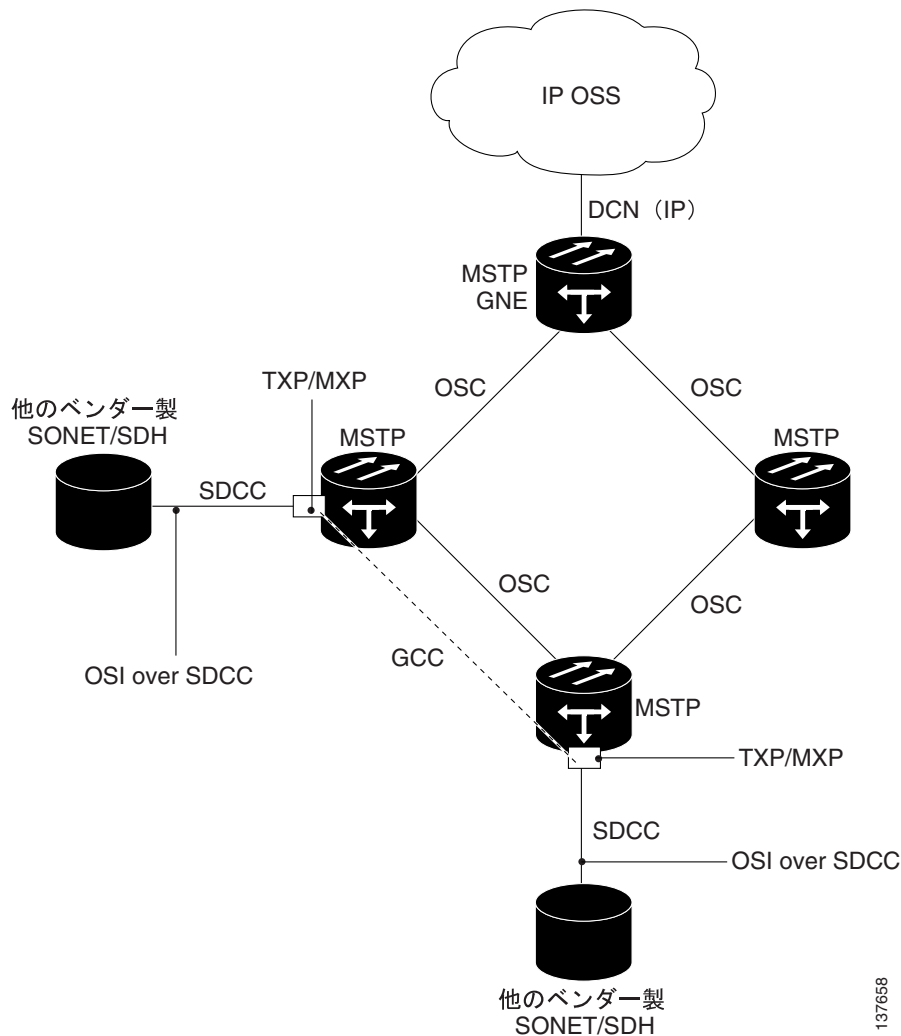 IP OSS
DCN（IP）
MSTP
GNE
TXP/MXP
OSC
OSC
他のベンダー製
SONET/SDH
MSTP
MSTP
SDCC
OSC
OSC
GCC
OSI over SDCC
MSTP
TXP/MXP
SDCC
OSI over SDCC
他のベンダー製
SONET/SDH
137658